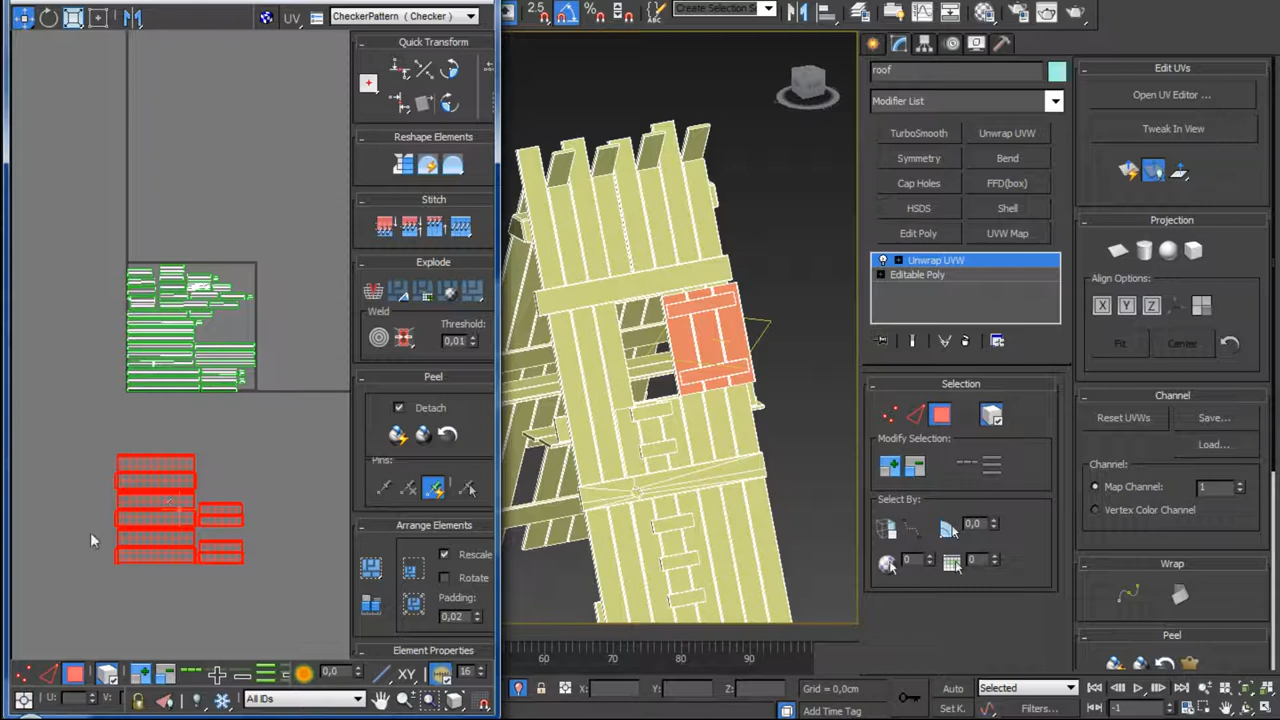 UV
CheckerPattern ( Checker )
Quick Transform
Reshape Elements
Stitch
Explode
Weld
Threshold:
0,01
Peel
Detach
Pins:
Arrange Elements
Rescale
Rotate
Padding:
0,02
Element Properties
0,0
XY
16
U:
V:
All IDs
2.5
Create Selection Se
60
70
80
90
X:
Y:
Z:
Grid = 0,0cm
Add Time Tag
Auto
Selected
Set K.
Filters...
-1
roof
Modifier List
TurboSmooth
Unwrap UVW
Symmetry
Bend
Cap Holes
FFD(box)
HSDS
Shell
Edit Poly
UVW Map
Unwrap UVW
Editable Poly
Selection
Modify Selection:
Select By:
0,0
0
0
Edit UVs
Open UV Editor ...
Tweak In View
Projection
Align Options:
X
Y
Z
Fit
Center
Channel
Reset UVWs
Save...
Load...
Channel:
Map Channel:
1
Vertex Color Channel
Wrap
Peel